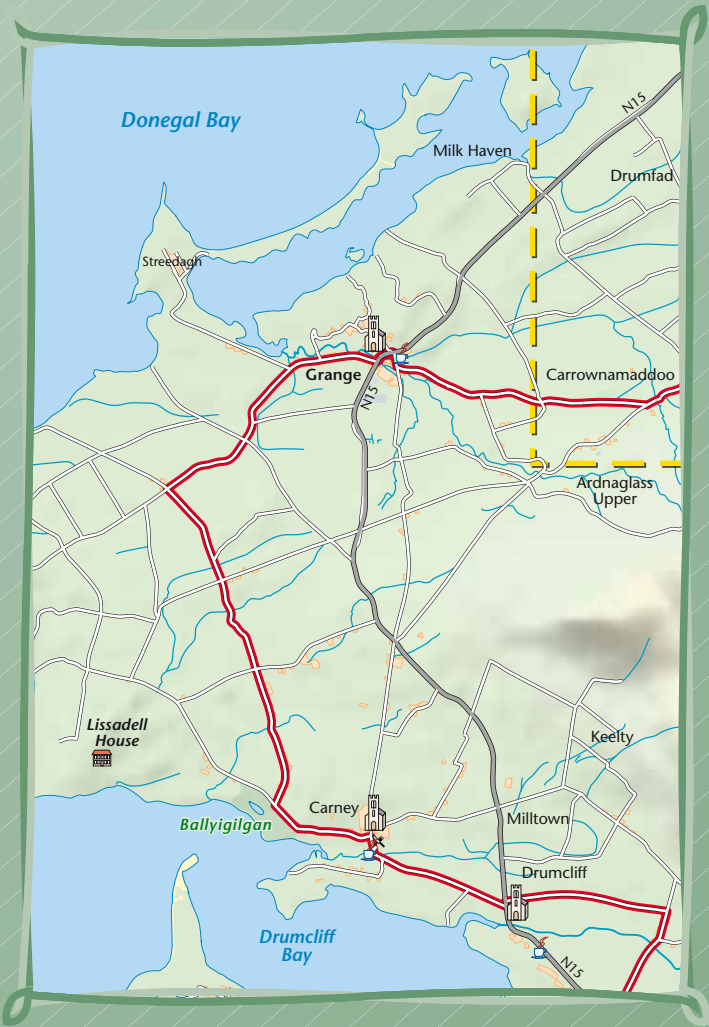 N15
Donegal Bay
Milk Haven
Drumfad
Streedagh
Grange
Carrownamaddoo
N15
Ardnaglass
Upper
Lissadell
House
Keelty
Carney
Milltown
Ballyigilgan
Drumcliff
Drumcliff
Bay
N15